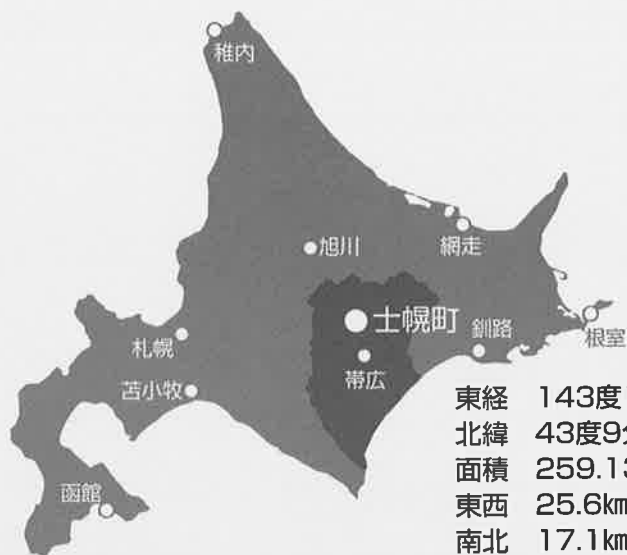 稚内
旭川
網走
士幌町
釧路
根室
札幌
帯広
苫小牧
函館
東経 143度
北緯 43度9分
面積 259.13
東西 25.6km
南北 17.1km